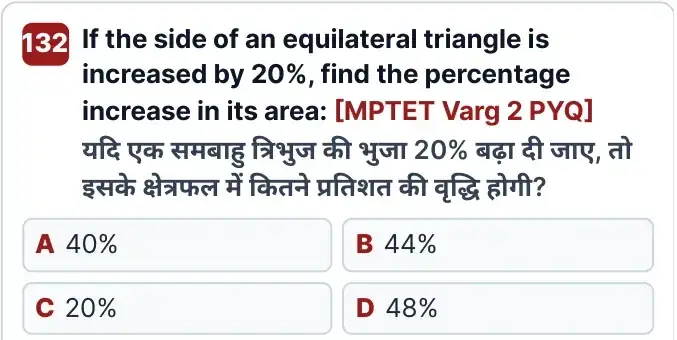 132 If the side of an equilateral triangle is
increased by 20%, find the percentage
increase in its area: [MPTET Varg 2 PYQ]
यदि एक समबाहु त्रिभुज की भुजा 20% बढ़ा दी जाए, तो
इसके क्षेत्रफल में कितने प्रतिशत की वृद्धि होगी?
A 40%
B 44%
C 20%
D 48%